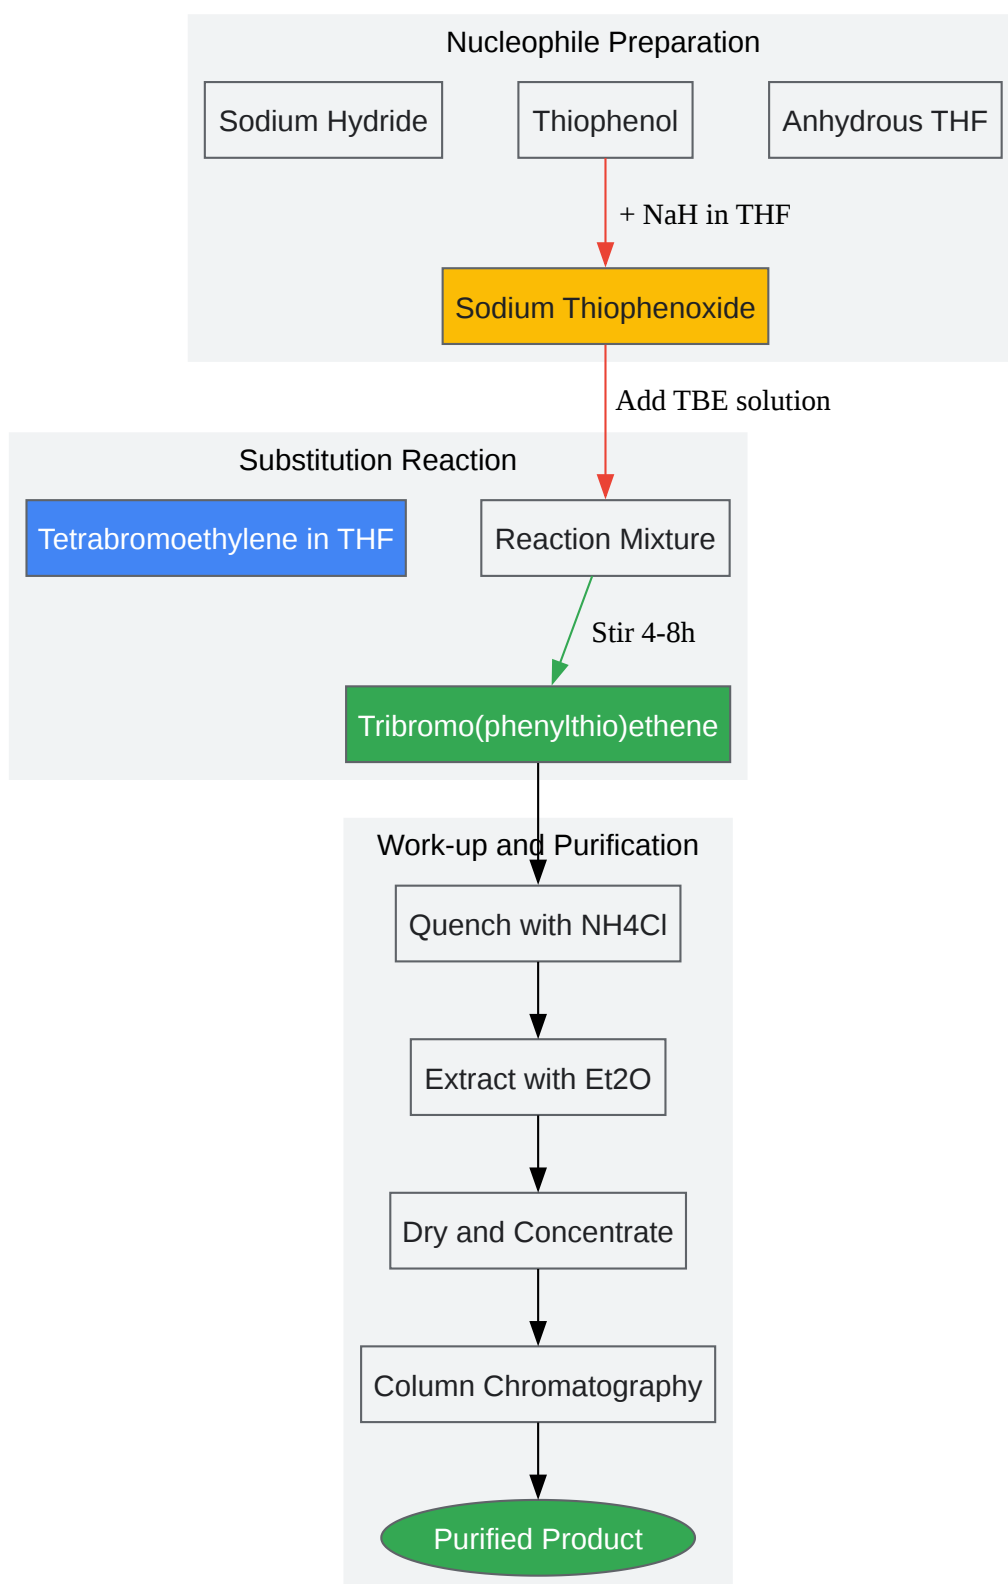 Nucleophile Preparation
Sodium Hydride
Thiophenol
Anhydrous THF
+ NaH in THF
Sodium Thiophenoxide
Add TBE solution
Substitution Reaction
Tetrabromoethylene in THF
Reaction Mixture
Stir 4-8h
Tribromo(phenylthio)ethene
Work-up and Purification
Quench with NH4Cl
Extract with Et2O
Dry and Concentrate
Column Chromatography
Purified Product